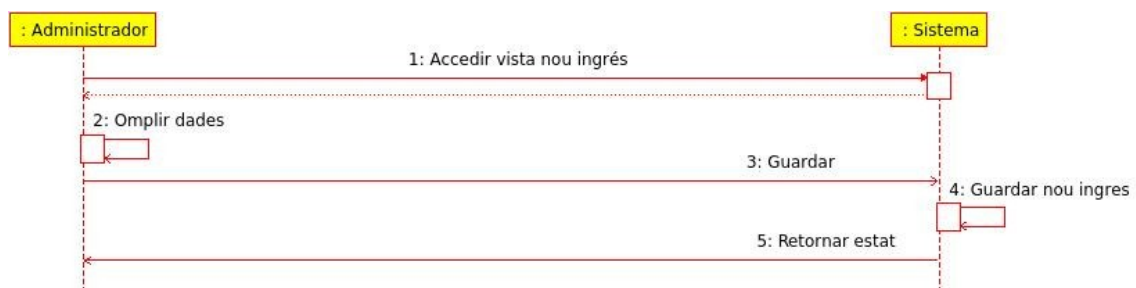 : Administrador
: Sistema
1: Accedir vista nou ingrés
2: Omplir dades
3: Guardar
4: Guardar nou ingres
5: Retornar estat